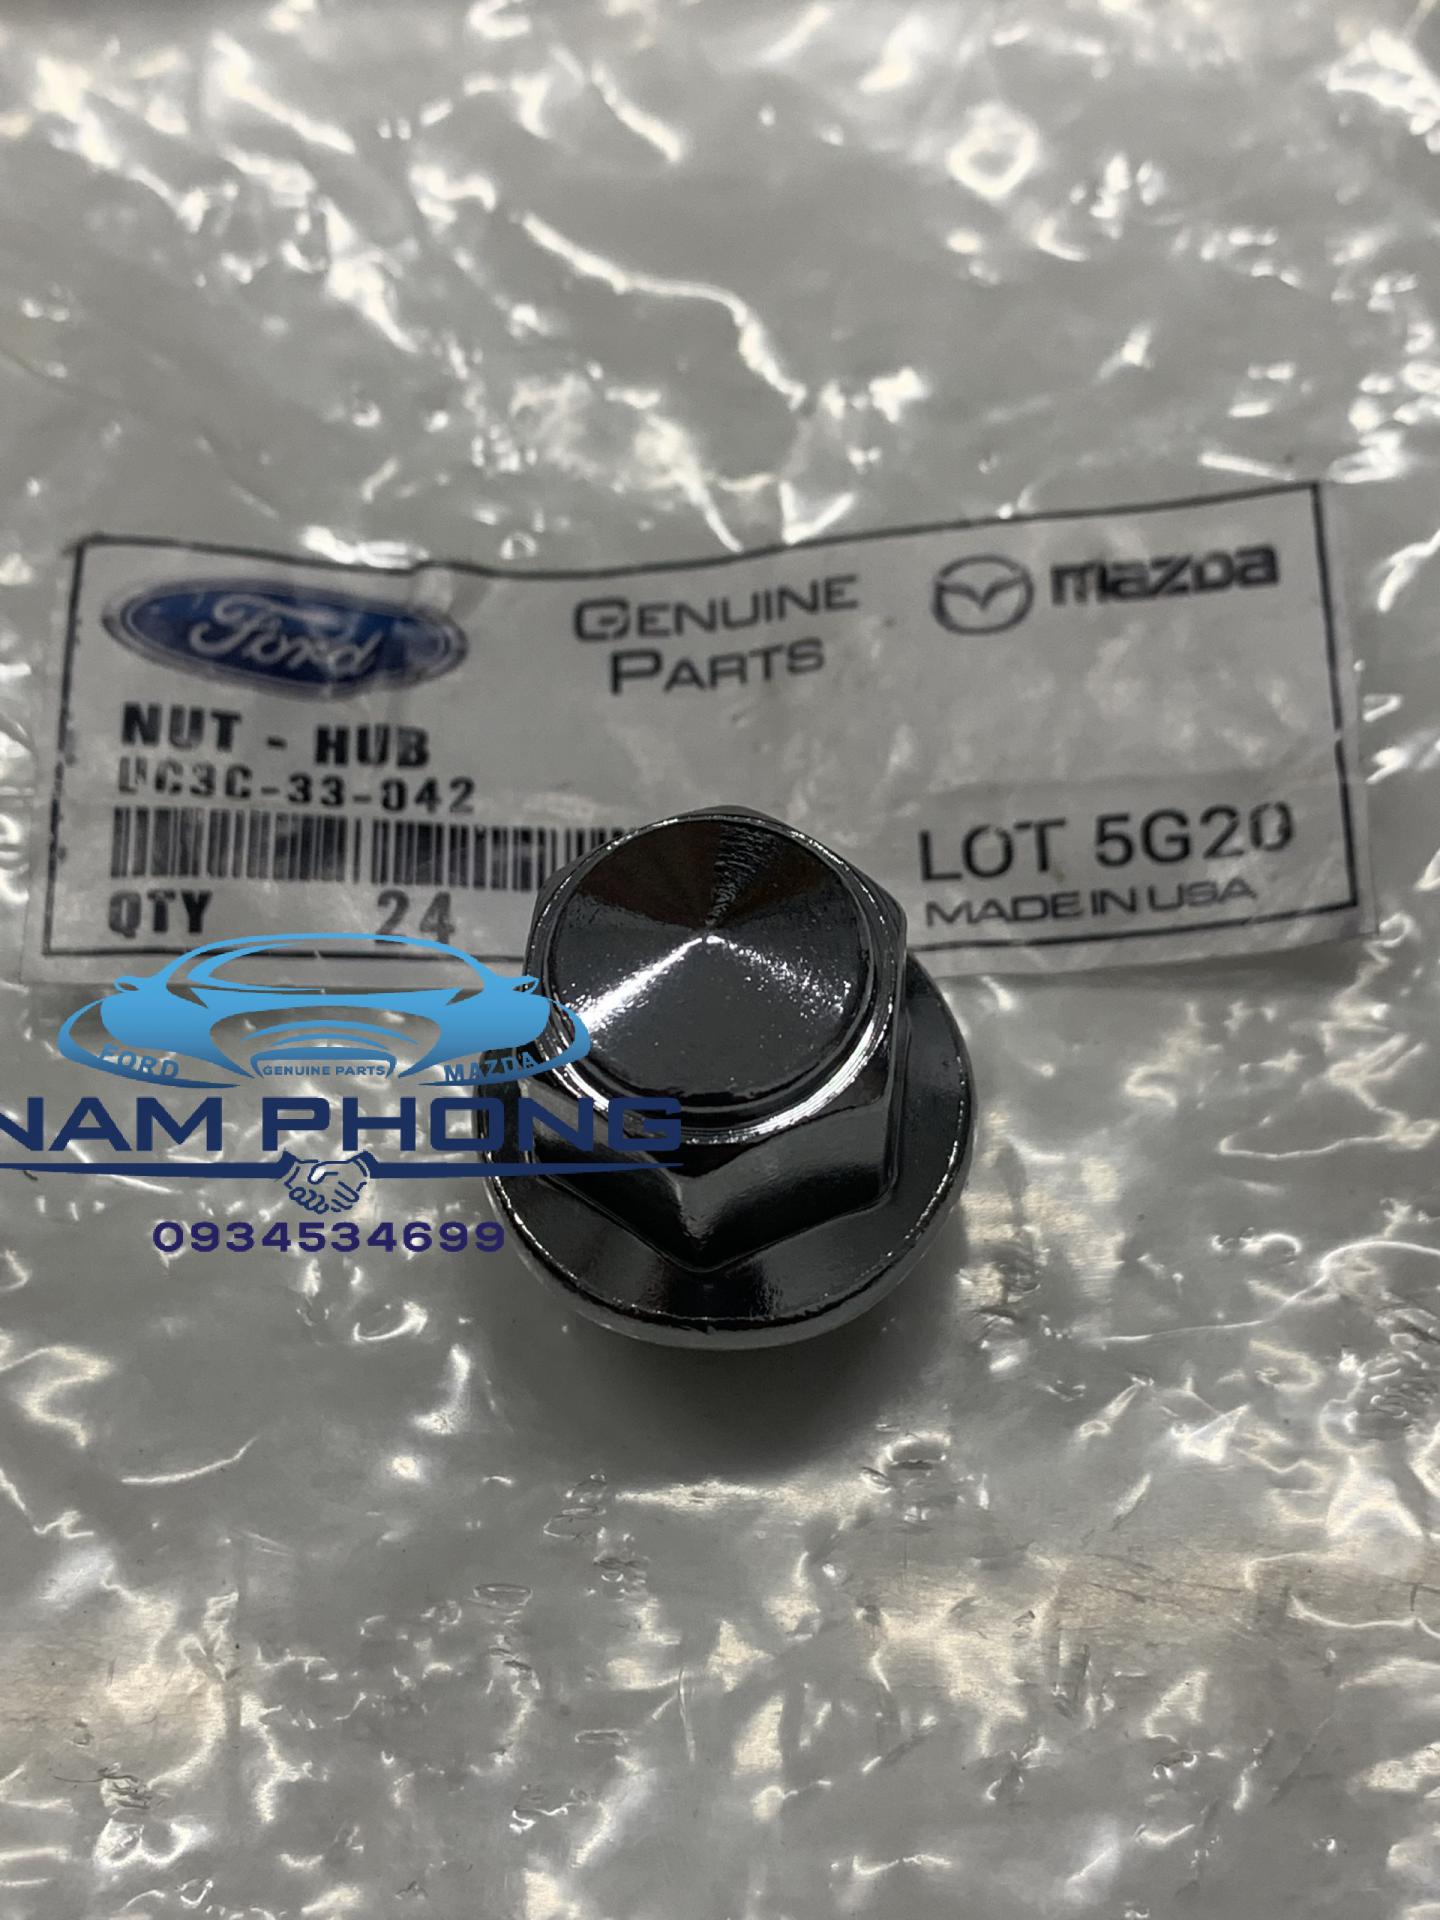 Ford
GENUINE
PARTS
mazda
NUT - HUB
UC3C-33-042
QTY 24
LOT 5G20
MADE IN USA
FORD GENUINE PARTS MAZDA
NAM PHONG
0934534699